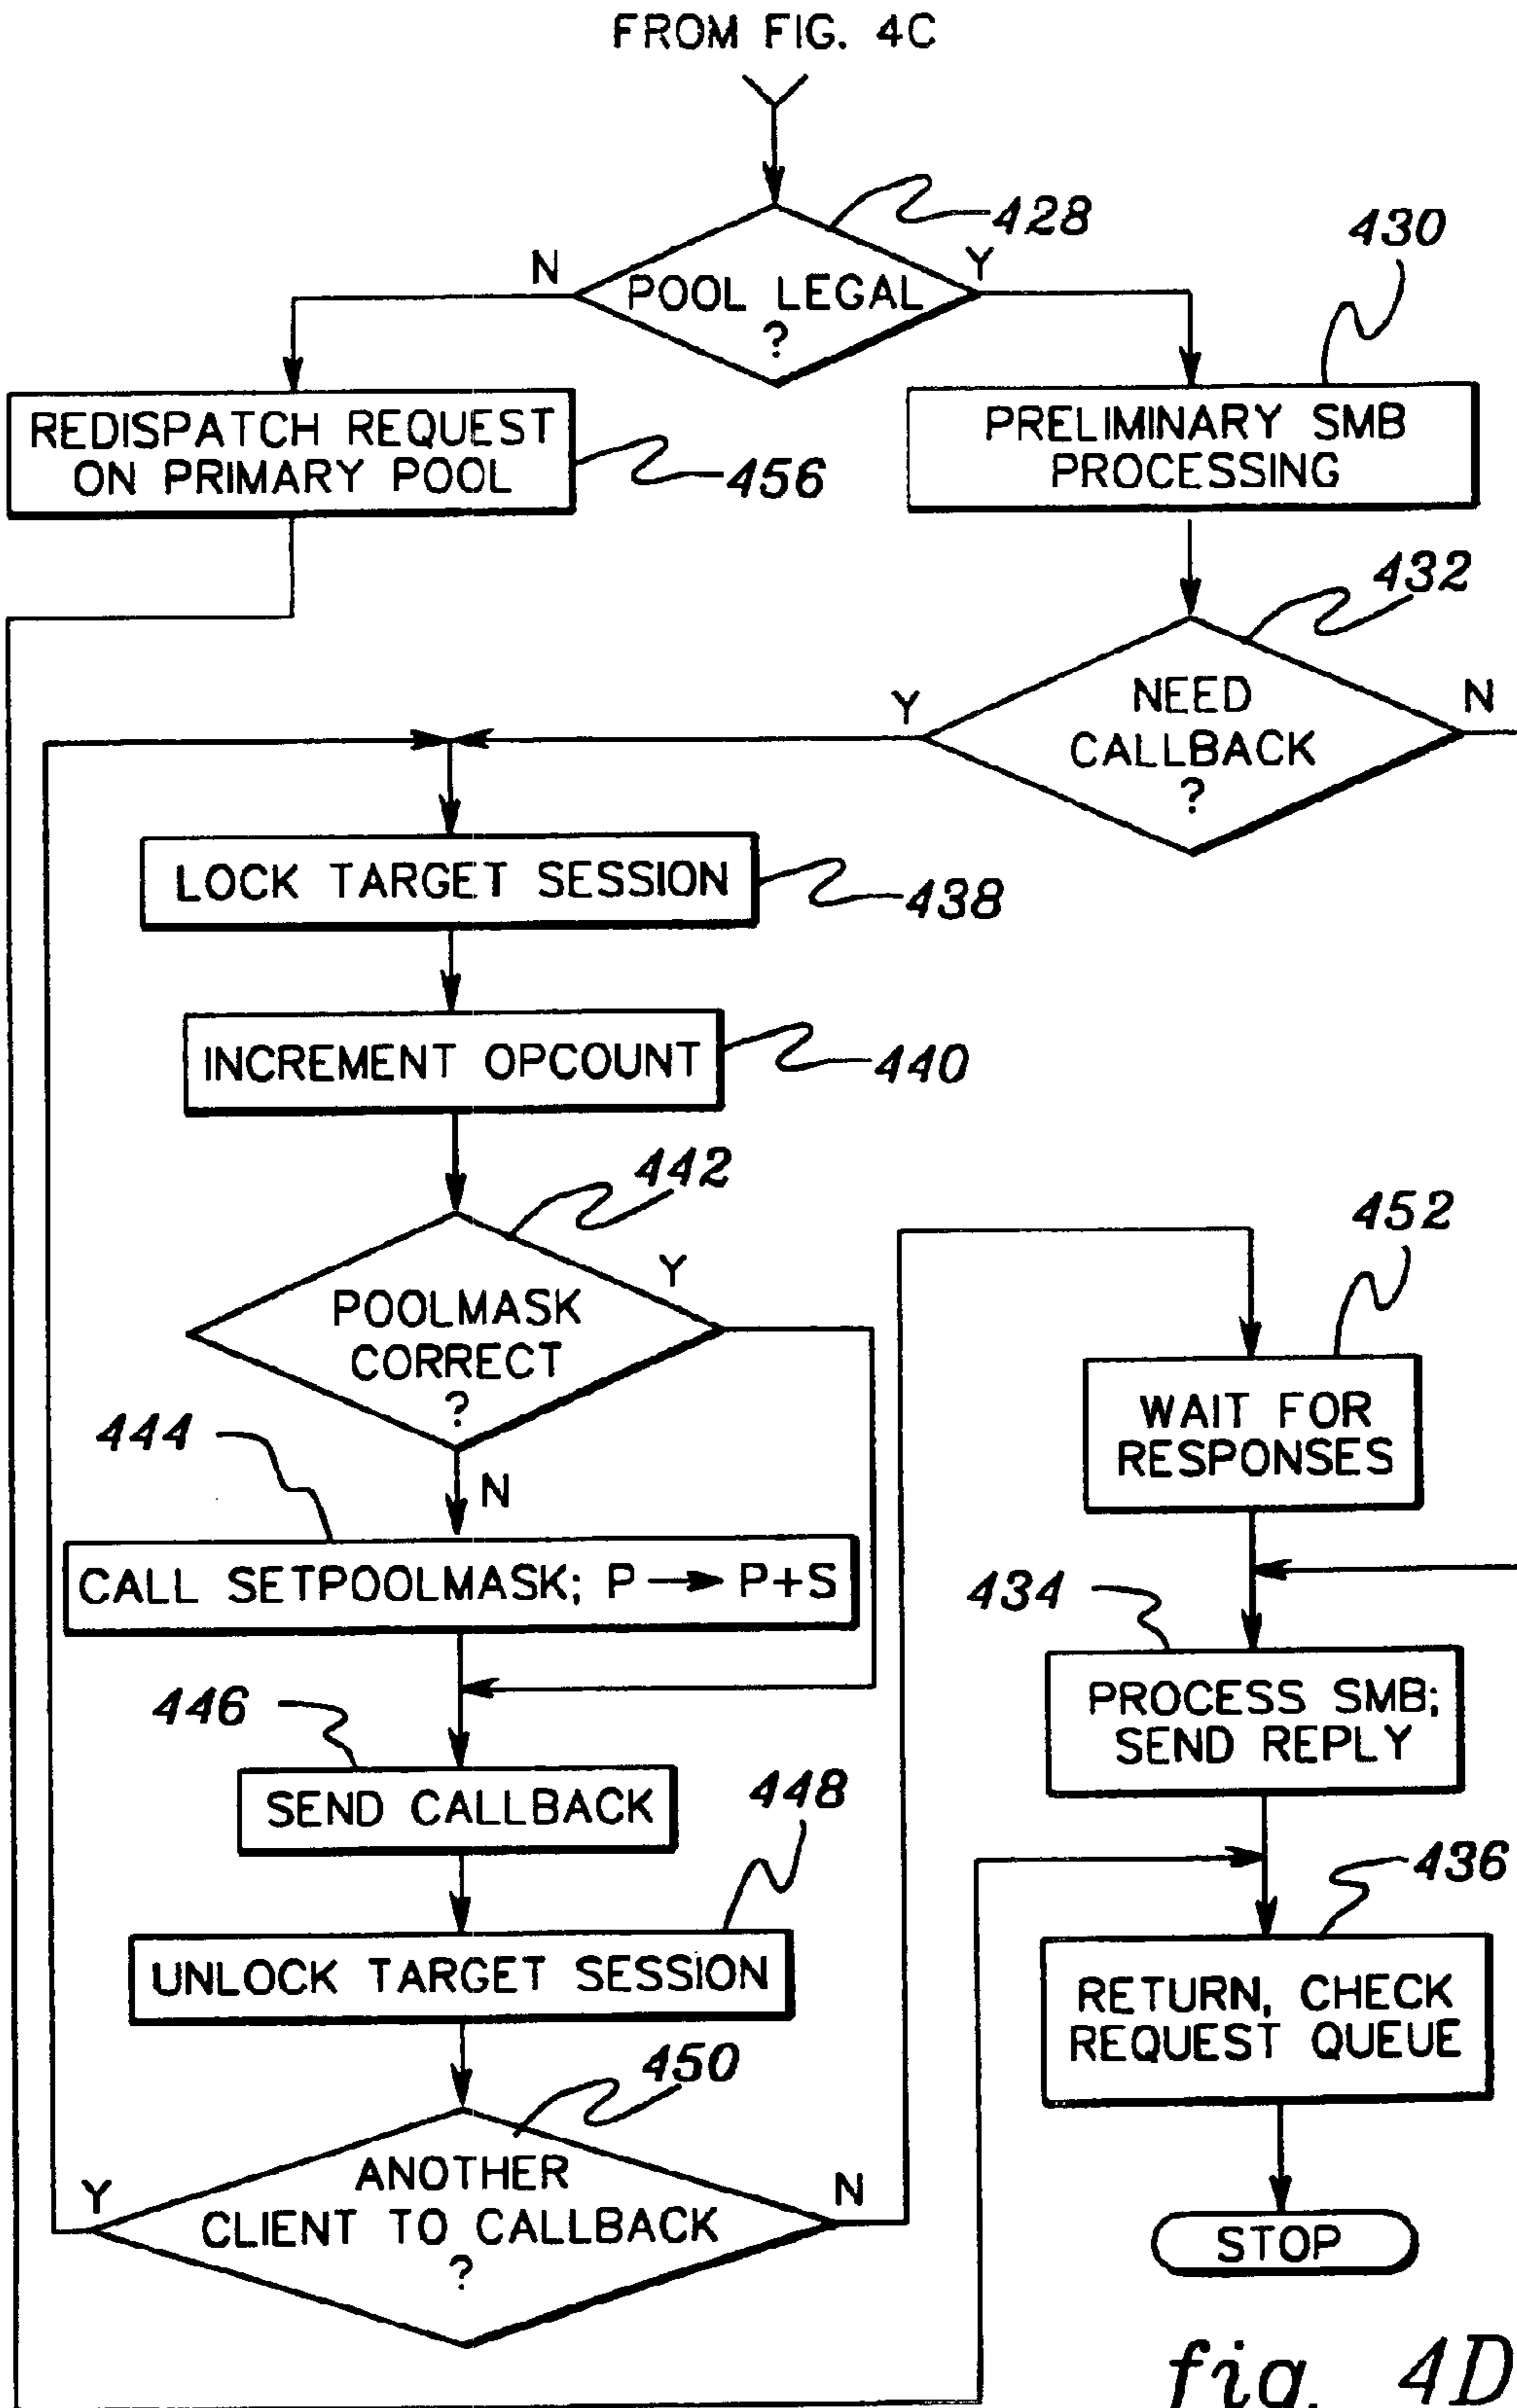 FROM FIG. 4C
428
430
N
Y
POOL LEGAL
?
REDISPATCH REQUEST
ON PRIMARY POOL
456
PRELIMINARY SMB
PROCESSING
432
Y
NEED
CALLBACK
?
N
LOCK TARGET SESSION
438
INCREMENT OPCOUNT
440
442
Y
POOLMASK
CORRECT
?
N
444
CALL SETPOOLMASK; P → P+S
446
SEND CALLBACK
448
UNLOCK TARGET SESSION
450
Y
ANOTHER
CLIENT TO CALLBACK
?
N
452
WAIT FOR
RESPONSES
434
PROCESS SMB;
SEND REPLY
436
RETURN, CHECK
REQUEST QUEUE
STOP
fig. 4D